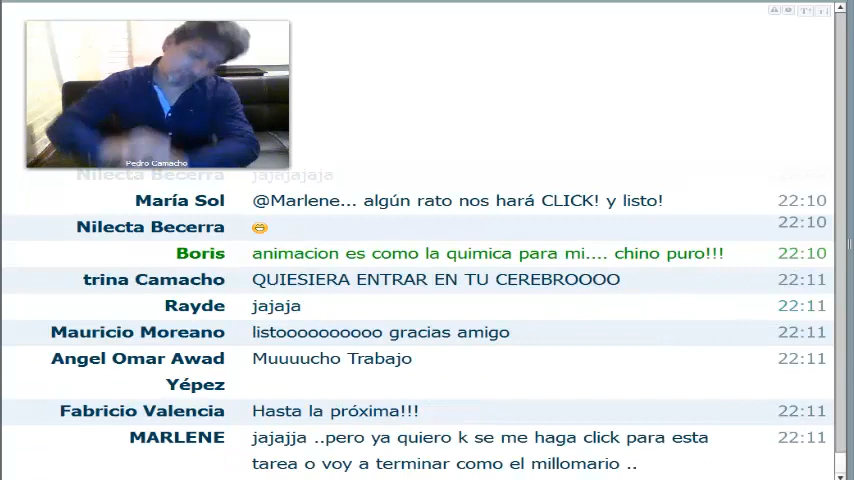 Pedro Camacho
Nilecta Becerra jajajajaja
María Sol @Marlene... algún rato nos hará CLICK! y listo! 22:10
Nilecta Becerra 22:10
Boris animacion es como la quimica para mi.... chino puro!!! 22:10
trina Camacho QUIESIERA ENTRAR EN TU CEREBROOOO 22:11
Rayde jajaja 22:11
Mauricio Moreano listoooooooooo gracias amigo 22:11
Angel Omar Awad Muuuucho Trabajo 22:11
Yépez
Fabricio Valencia Hasta la próxima!!! 22:11
MARLENE jajajja ..pero ya quiero k se me haga click para esta 22:11
tarea o voy a terminar como el millomario ..